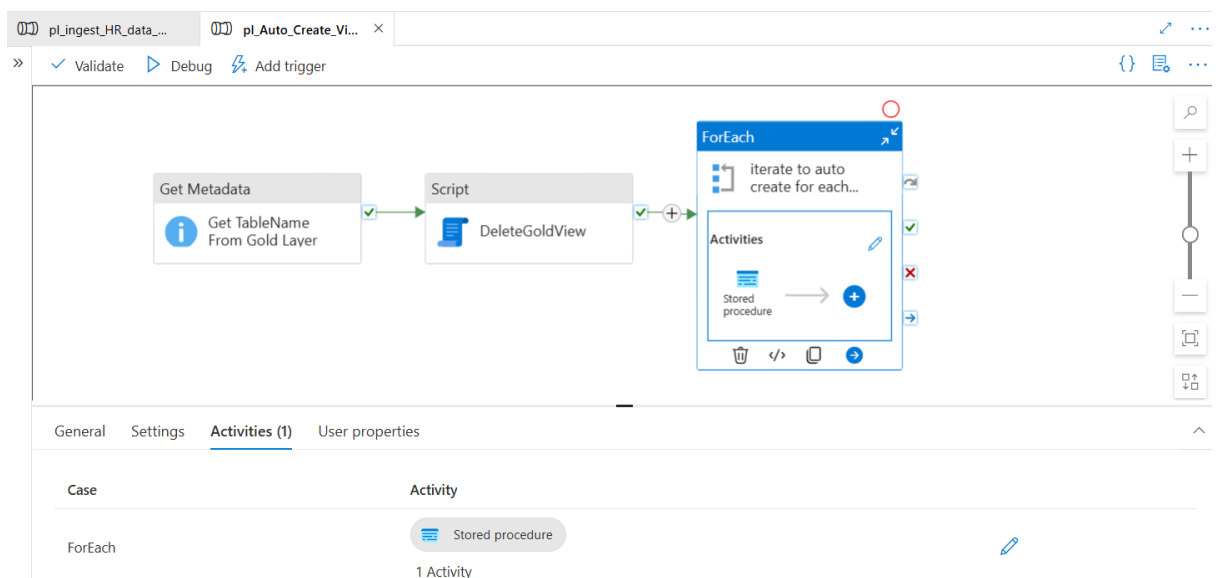 pl_ingest_HR_data_...
pl_Auto_Create_Vi...
Validate
Debug
Add trigger
Get Metadata
Get TableName
From Gold Layer
Script
DeleteGoldView
ForEach
iterate to auto
create for each...
Activities
Stored
procedure
General
Settings
Activities (1)
User properties
Case
Activity
ForEach
Stored procedure
1 Activity